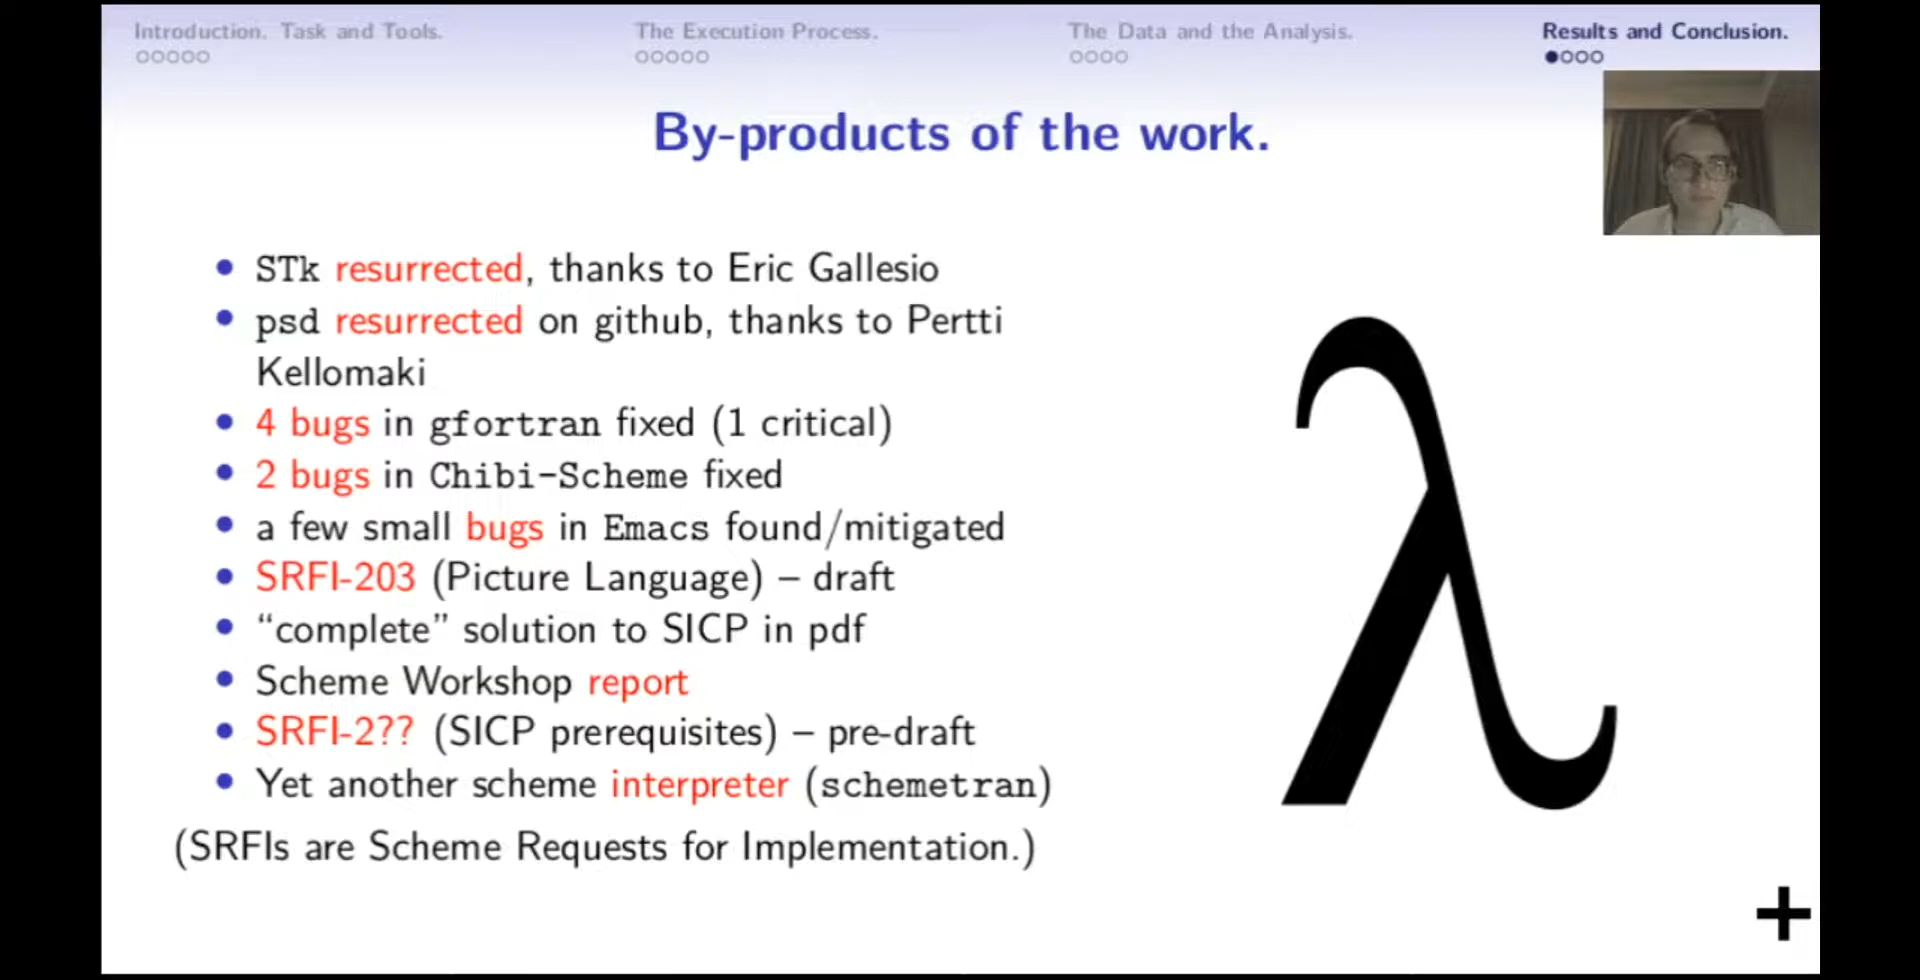 Introduction. Task and Tools.
The Execution Process.
The Data and the Analysis.
Results and Conclusion.
By-products of the work.
STk resurrected, thanks to Eric Gallesio
psd resurrected on github, thanks to Pertti
Kellomaki
4 bugs in gfortran fixed (1 critical)
2 bugs in Chibi-Scheme fixed
a few small bugs in Emacs found/mitigated
SRFI-203 (Picture Language) – draft
“complete” solution to SICP in pdf
Scheme Workshop report
SRFI-2?? (SICP prerequisites) – pre-draft
Yet another scheme interpreter (schemetran)
(SRFIs are Scheme Requests for Implementation.)
λ
+